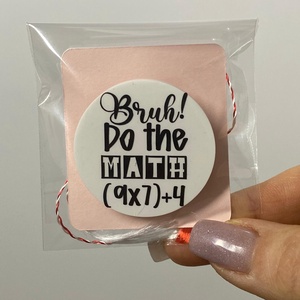 Bruh!
Do the
MATH
(9x7)+4